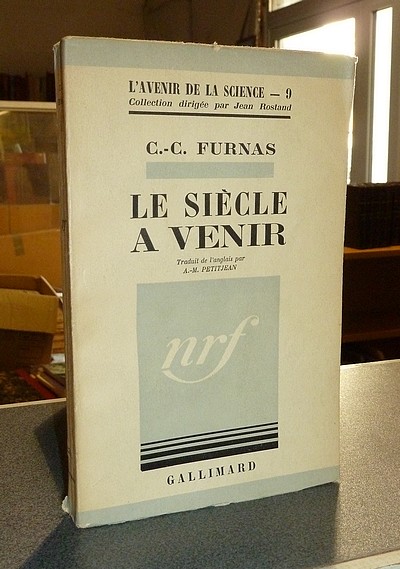 L'AVENIR DE LA SCIENCE — 9
Collection dirigée par Jean Rostand
C.-C. FURNAS
LE SIÈCLE
A VENIR
Traduit de l'anglais par
A.-M. PETITJEAN
nrf
GALLIMARD